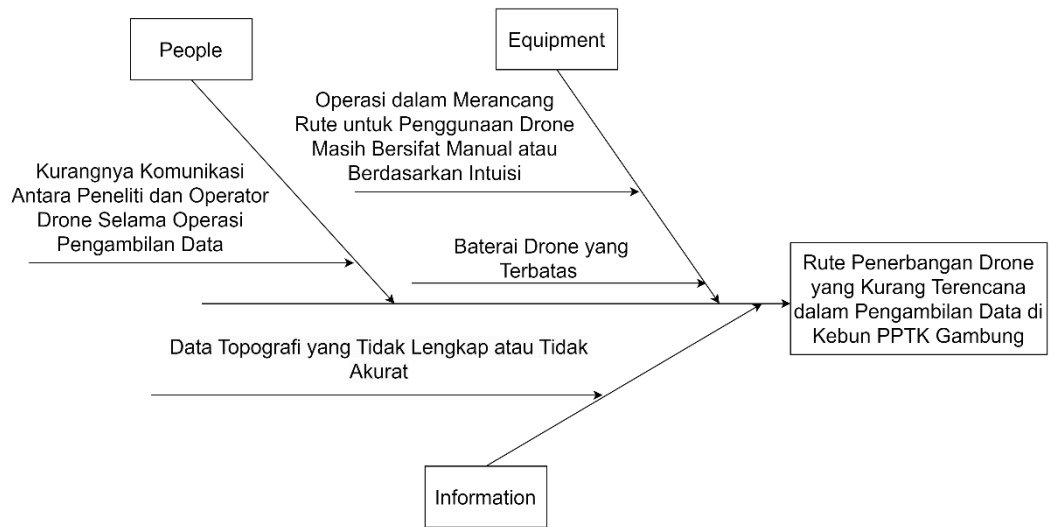 People
Equipment
Operasi dalam Merancang
Rute untuk Penggunaan Drone
Masih Bersifat Manual atau
Berdasarkan Intuisi
Kurangnya Komunikasi
Antara Peneliti dan Operator
Drone Selama Operasi
Pengambilan Data
Baterai Drone yang
Terbatas
Rute Penerbangan Drone
yang Kurang Terencana
dalam Pengambilan Data di
Kebun PPTK Gambung
Data Topografi yang Tidak Lengkap atau Tidak
Akurat
Information